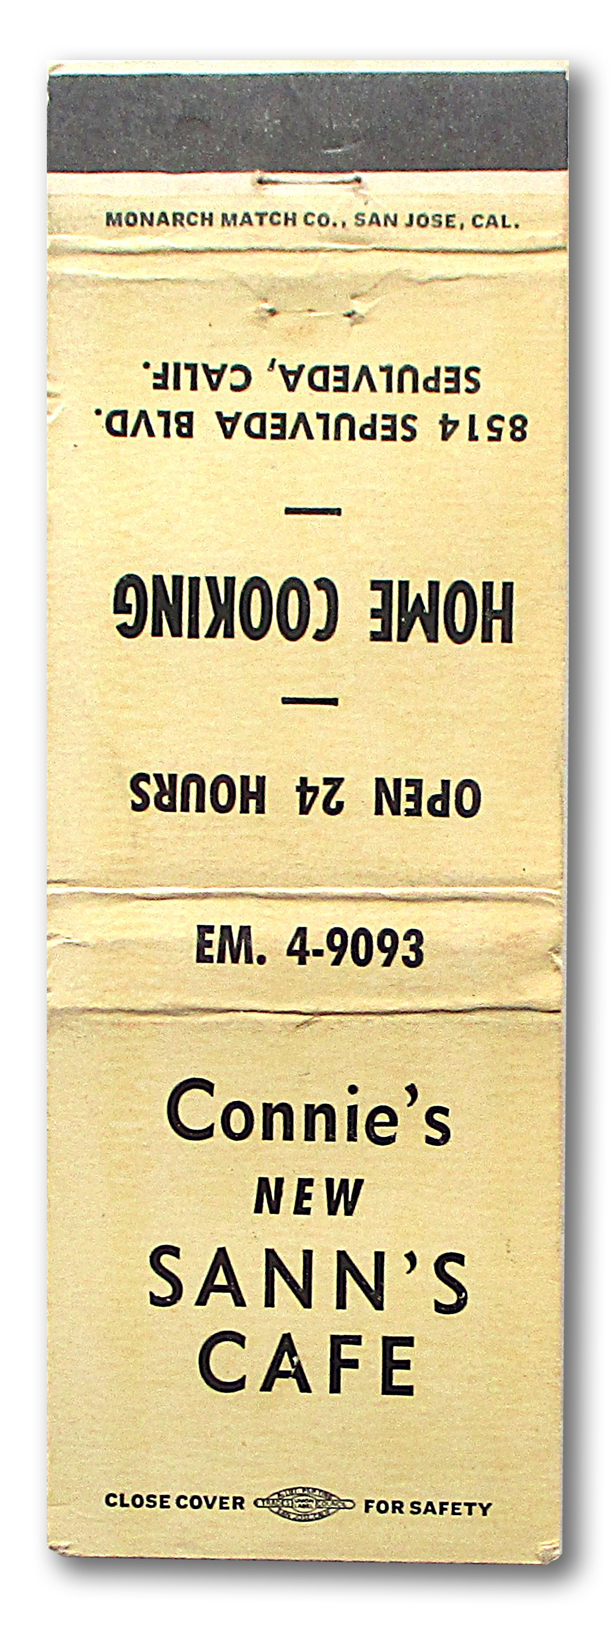 MONARCH MATCH CO., SAN JOSE, CAL.
OPEN 24 HOURS
HOME COOKING
8514 SEPULVEDA BLVD.
SEPULVEDA, CALIF.
EM. 4-9093
Connie's
NEW
SANN'S
CAFE
CLOSE COVER FOR SAFETY